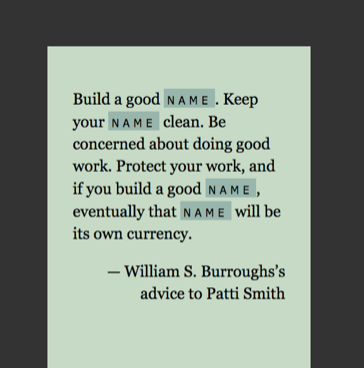 Build a good NAME. Keep
your NAME clean. Be
concerned about doing good
work. Protect your work, and
if you build a good NAME,
eventually that NAME will be
its own currency.
— William S. Burroughs’s
advice to Patti Smith